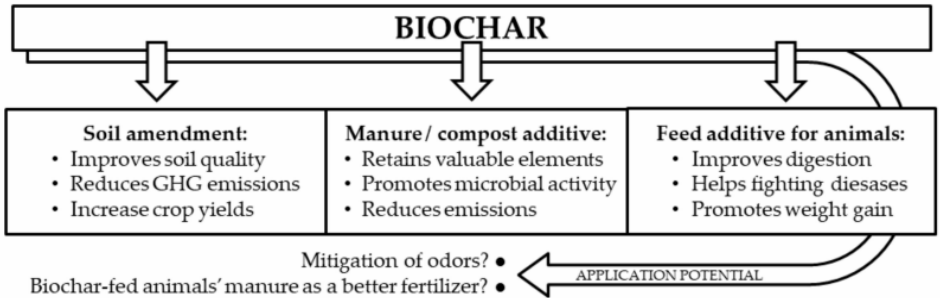 BIOCHAR
Soil amendment:
• Improves soil quality
• Reduces GHG emissions
• Increase crop yields
Manure / compost additive:
• Retains valuable elements
• Promotes microbial activity
• Reduces emissions
Feed additive for animals:
• Improves digestion
• Helps fighting diesases
• Promotes weight gain
Mitigation of odors? •
Biochar-fed animals' manure as a better fertilizer? •
APPLICATION POTENTIAL